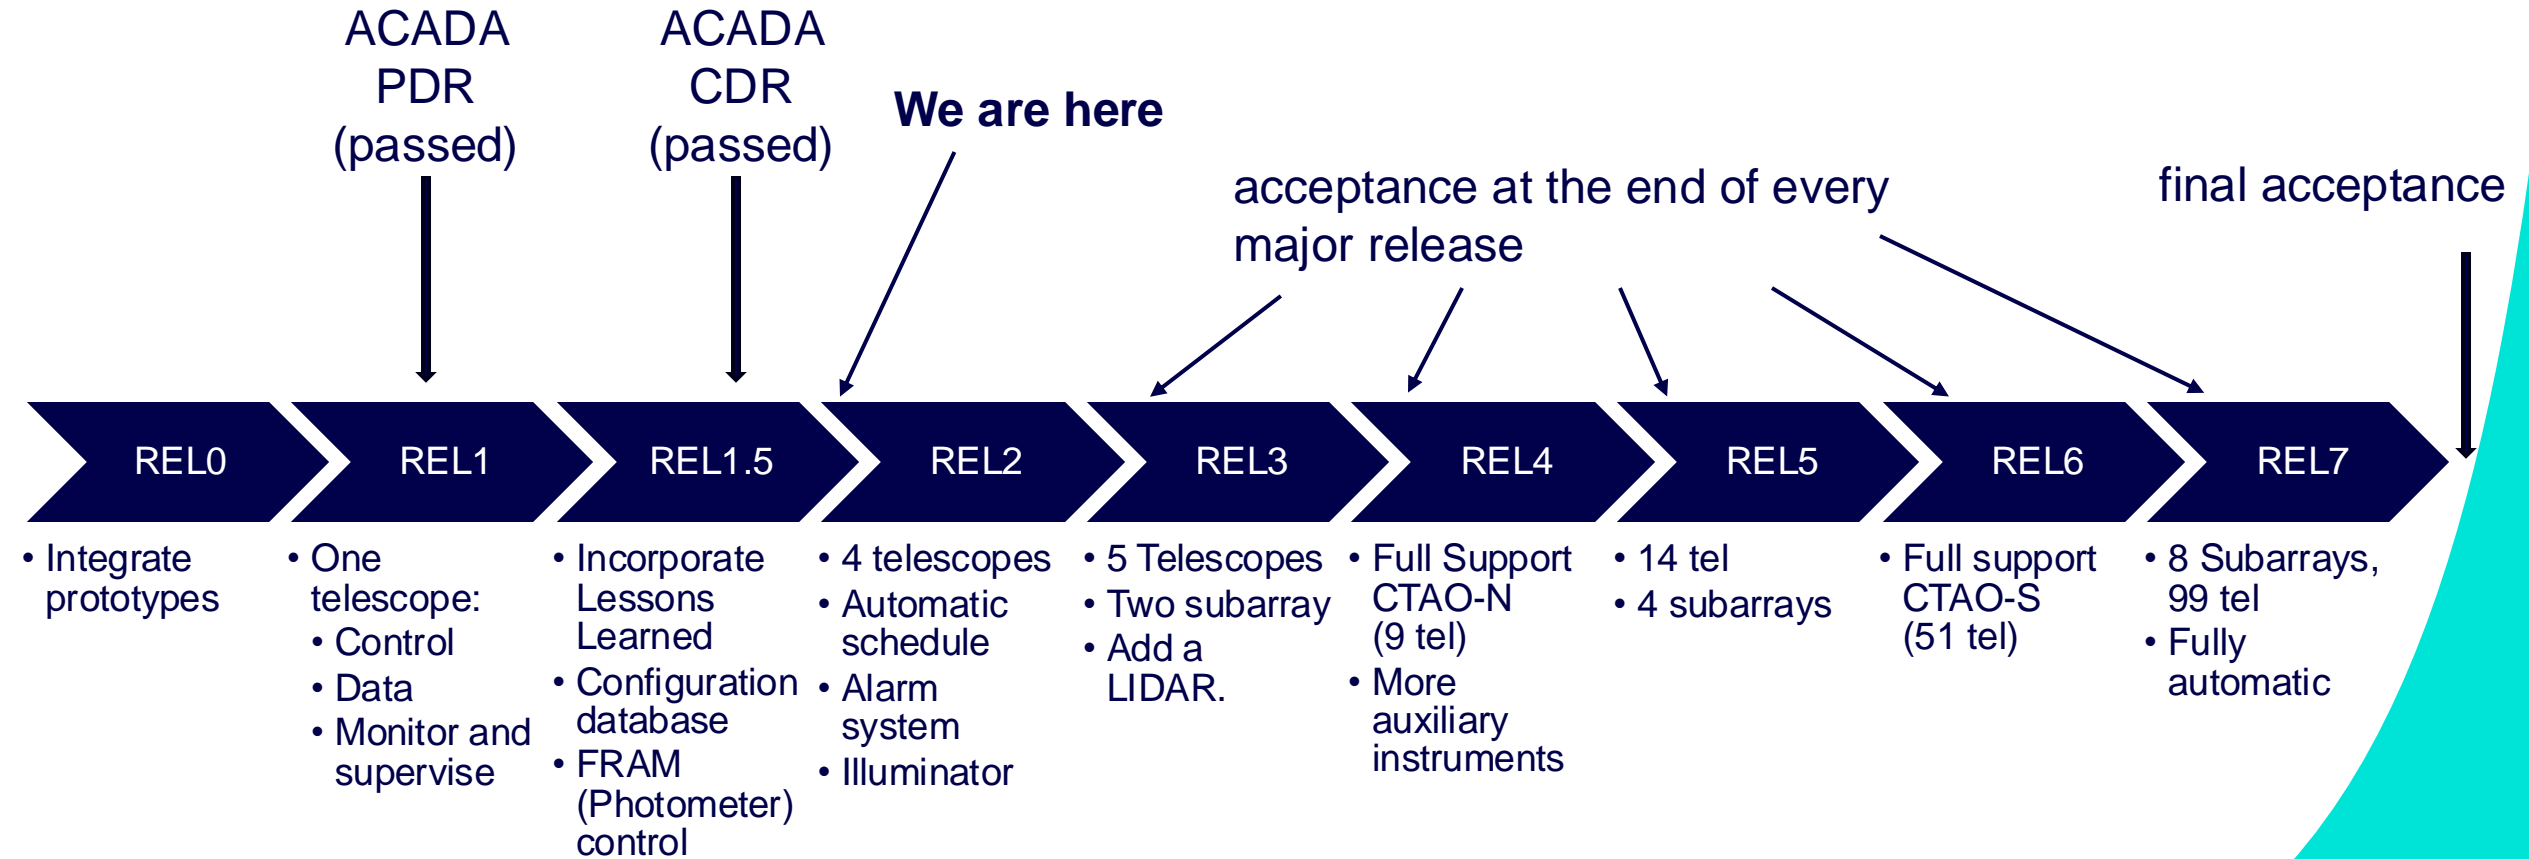 ACADA
PDR
(passed)
ACADA
CDR
(passed)
We are here
acceptance at the end of every
major release
final acceptance
REL0
REL1
REL1.5
REL2
REL3
REL4
REL5
REL6
REL7
• Integrate
prototypes
• One
telescope:
• Control
• Data
• Monitor and
supervise
• Incorporate
Lessons
Learned
• Configuration
database
• FRAM
(Photometer)
control
• 4 telescopes
• Automatic
schedule
• Alarm
system
• Illuminator
• 5 Telescopes
• Two subarray
• Add a
LIDAR.
• Full Support
CTAO-N
(9 tel)
• More
auxiliary
instruments
• 14 tel
• 4 subarrays
• Full support
CTAO-S
(51 tel)
• 8 Subarrays,
99 tel
• Fully
automatic